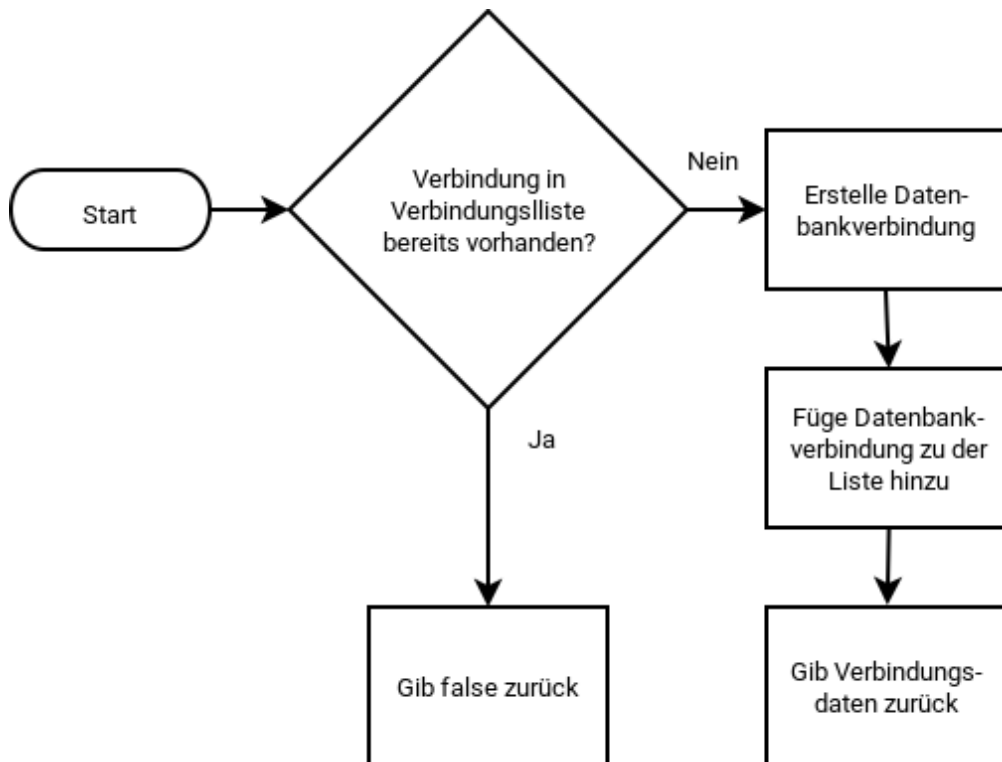 Start
Verbindung in
Verbindungslliste
bereits vorhanden?
Nein
Erstelle Daten-
bankverbindung
Füge Datenbank-
verbindung zu der
Liste hinzu
Ja
Gib false zurück
Gib Verbindungs-
daten zurück